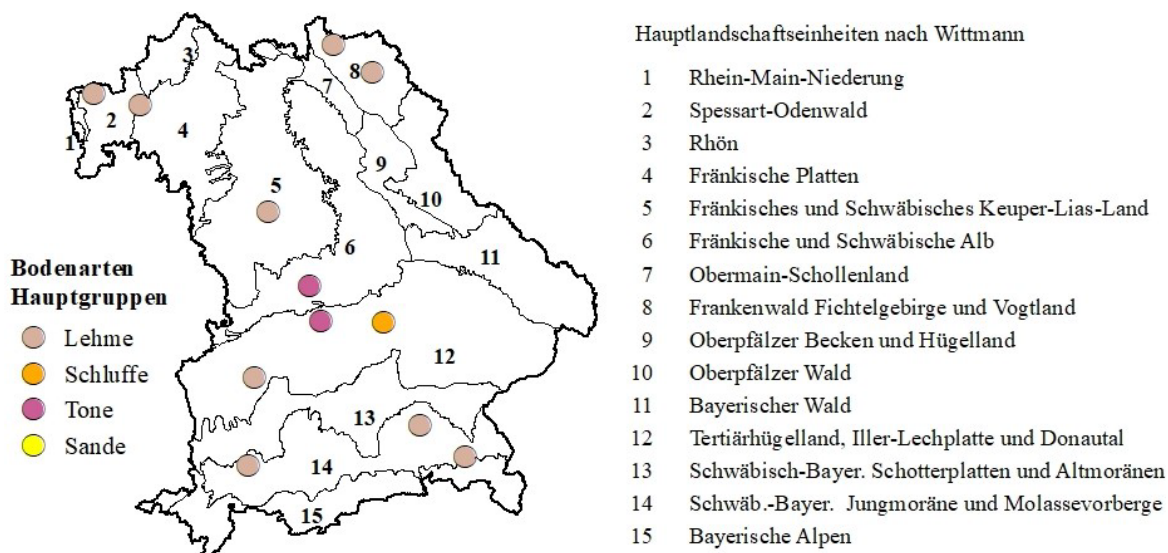 3
8
7
2
1
4
9
5
10
6
11
12
13
14
15
Bodenarten
Hauptgruppen
Lehme
Schluffe
Tone
Sande
Hauptlandschaftseinheiten nach Wittmann
1 Rhein-Main-Niederung
2 Spessart-Odenwald
3 Rhön
4 Fränkische Platten
5 Fränkisches und Schwäbisches Keuper-Lias-Land
6 Fränkische und Schwäbische Alb
7 Obermain-Schollenland
8 Frankenwald Fichtelgebirge und Vogtland
9 Oberpfälzer Becken und Hügelland
10 Oberpfälzer Wald
11 Bayerischer Wald
12 Tertiärhügelland, Iller-Lechplatte und Donautal
13 Schwäbisch-Bayer. Schotterplatten und Altmoränen
14 Schwäb.-Bayer. Jungmoräne und Molassevorberge
15 Bayerische Alpen